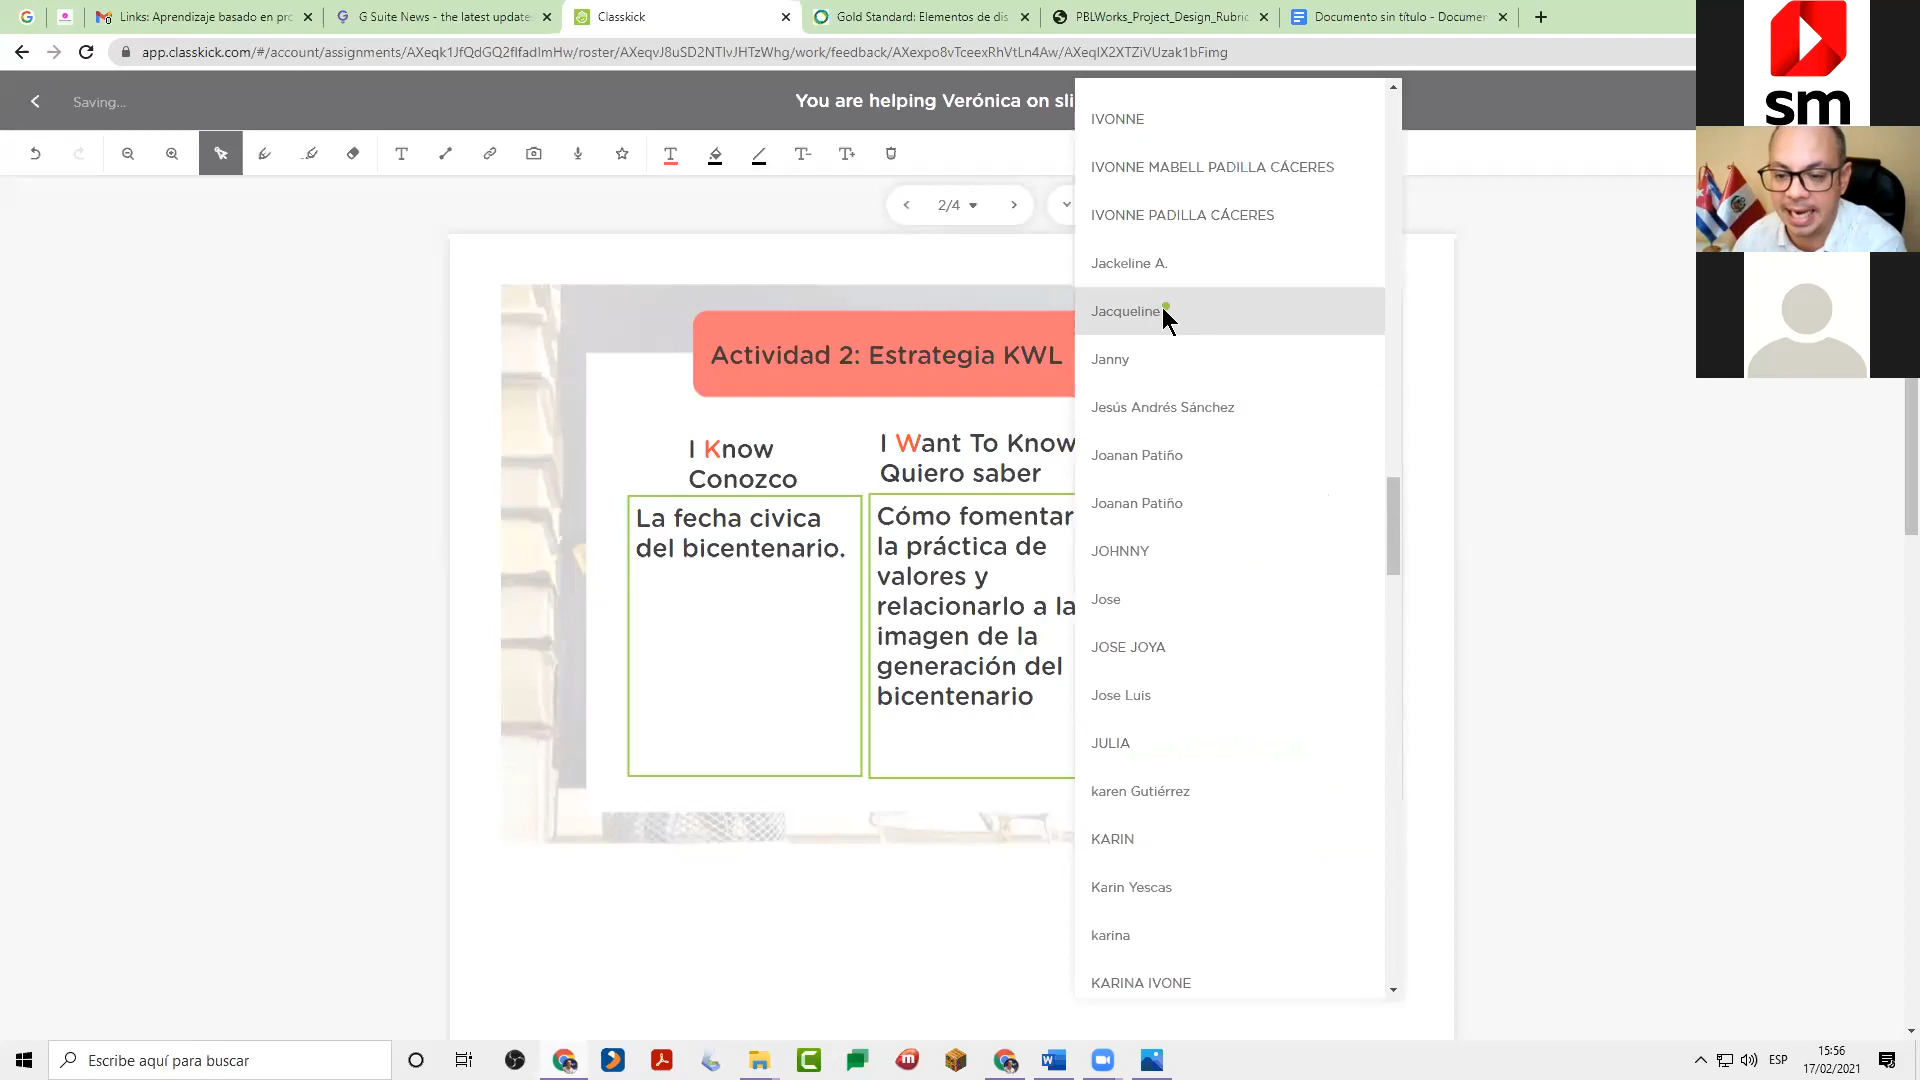 Links: Aprendizaje basado en pro
G Suite News - the latest update
Classkick
Gold Standard: Elementos de dis
PBLWorks_Project_Design_Rubric
Documento sin título - Documen
app.classkick.com/#/account/assignments/AXeqk1JfQdGQ2fIfadImHw/roster/AXeqvJ8uSD2NTIvJHTzWhg/work/feedback/AXexpo8vTceexRhVtLn4Aw/AXeqIX2XTZiVUzak1bFimg
Saving...
You are helping Verónica on sli
2/4
Actividad 2: Estrategia KWL
I Know
Conozco
I Want To Know
Quiero saber
La fecha civica
del bicentenario.
Cómo fomentar
la práctica de
valores y
relacionarlo a la
imagen de la
generación del
bicentenario
IVONNE
IVONNE MABELL PADILLA CÁCERES
IVONNE PADILLA CÁCERES
Jackeline A.
Jacqueline
Janny
Jesús Andrés Sánchez
Joanan Patiño
Joanan Patiño
JOHNNY
Jose
JOSE JOYA
Jose Luis
JULIA
karen Gutiérrez
KARIN
Karin Yescas
karina
KARINA IVONE
sm
Escribe aquí para buscar
ESP
15:56
17/02/2021